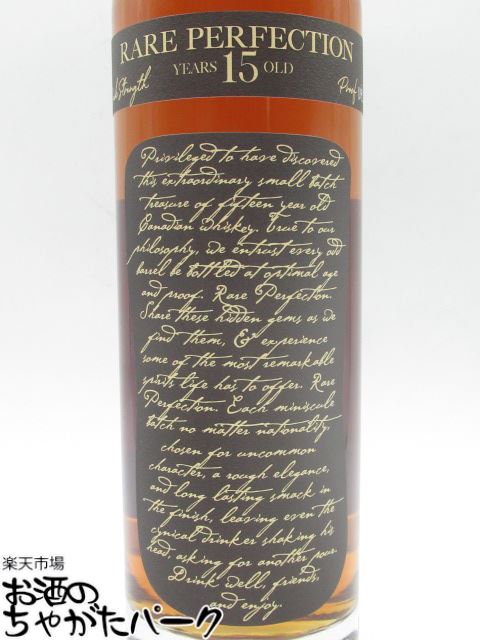 RARE PERFECTION
YEARS 15 OLD
Strength
Proof
Privileged to have discovered
this extraordinary small batch
treasure of fifteen year old
Canadian whiskey. True to our
philosophy, we entrust every odd
barrel be bottled at optimal age
and proof. Rare Perfection.
Share these hidden gems as we
find them, & experience
some of the most remarkable
spirits life has to offer. Rare
Perfection. Each miniscule
batch no matter nationality,
chosen for uncommon
character, a rough elegance,
and long lasting smack in
the finish, leaving even the
cynical drinker shaking his
head, asking for another pour.
Drink well, friends,
and enjoy.
楽天市場
お酒の
ちゃがたパーク